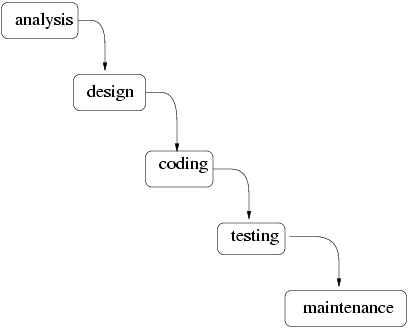 analysis
design
coding
testing
maintenance